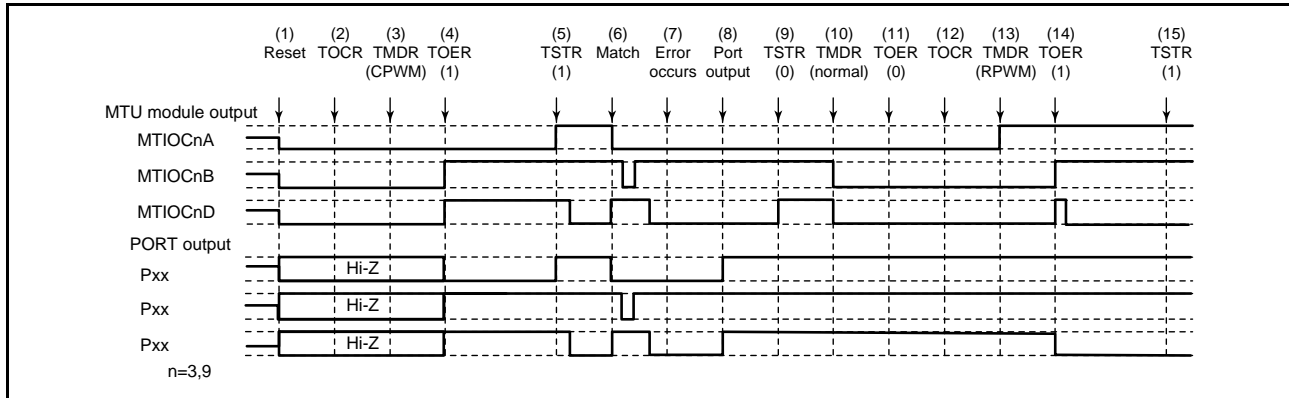 (1) (2) (3) (4) (5) (6) (7) (8) (9) (10) (11) (12) (13) (14) (15)
Reset TOCR TMDR TOER TSTR Match Error Port TSTR TMDR TOER TOCR TMDR TOER TSTR
(CPWM) (1) (1) occurs output (0) (normal) (0) (RPWM) (1) (1)
MTU module output
MTIOCnA
MTIOCnB
MTIOCnD
PORT output
Pxx Hi-Z
Pxx Hi-Z
Pxx Hi-Z
n=3,9